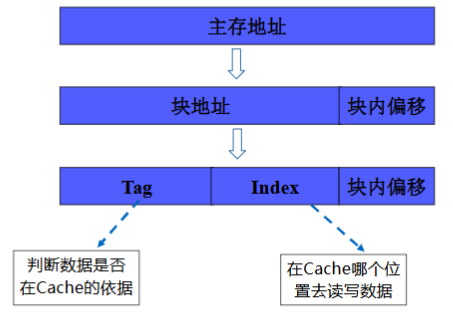 主存地址
块地址 块内偏移
Tag Index 块内偏移
判断数据是否
在Cache的依据
在Cache哪个位
置去读写数据